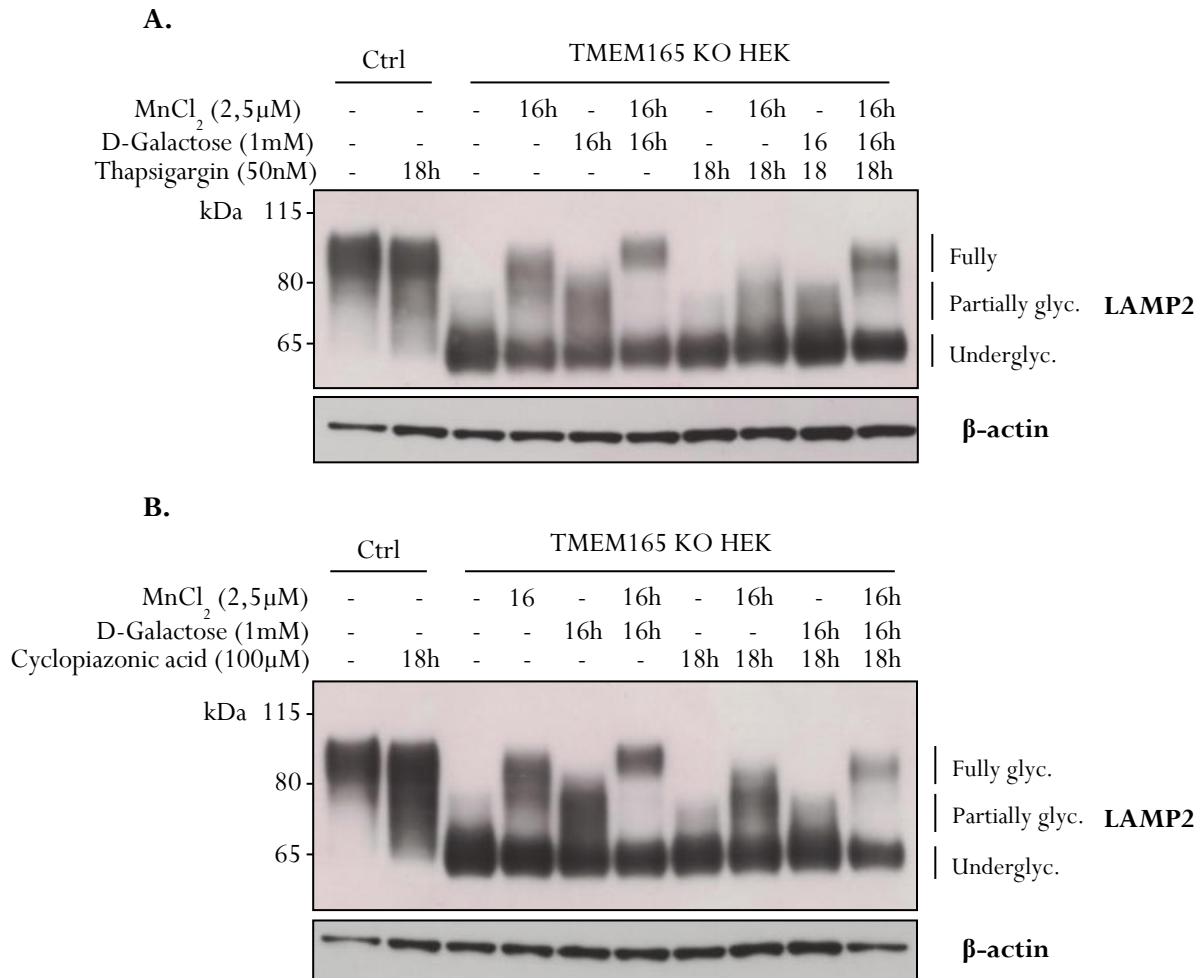 A.
Ctrl TMEM165 KO HEK
MnCl2 (2,5µM) - - - 16h - 16h - 16h - 16h
D-Galactose (1mM) - - - - 16h 16h - - 16 16h
Thapsigargin (50nM) - 18h - - - - 18h 18h 18 18h
kDa 115
80
65
Fully
Partially glyc. LAMP2
Underglyc.
β-actin
B.
Ctrl TMEM165 KO HEK
MnCl2 (2,5µM) - - - 16 - 16h - 16h - 16h
D-Galactose (1mM) - - - - 16h 16h - - 16h 16h
Cyclopiazonic acid (100µM) - 18h - - - - 18h 18h 18h 18h
kDa 115
80
65
Fully glyc.
Partially glyc. LAMP2
Underglyc.
β-actin